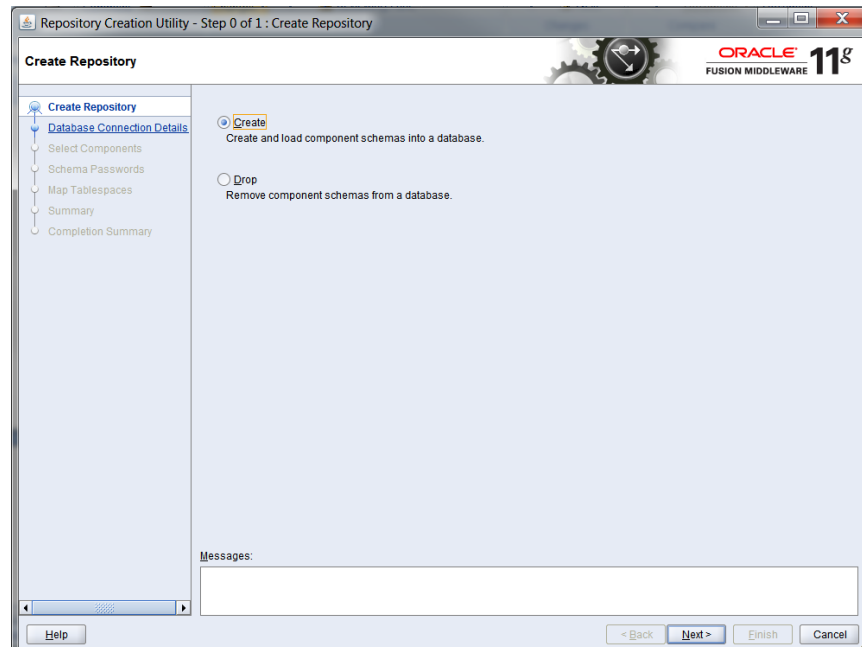 Repository Creation Utility - Step 0 of 1 : Create Repository
Create Repository
ORACLE
FUSION MIDDLEWARE 11g
Create Repository
Database Connection Details
Select Components
Schema Passwords
Map Tablespaces
Summary
Completion Summary
Create
Create and load component schemas into a database.
Drop
Remove component schemas from a database.
Messages:
Help
< Back
Next >
Finish
Cancel